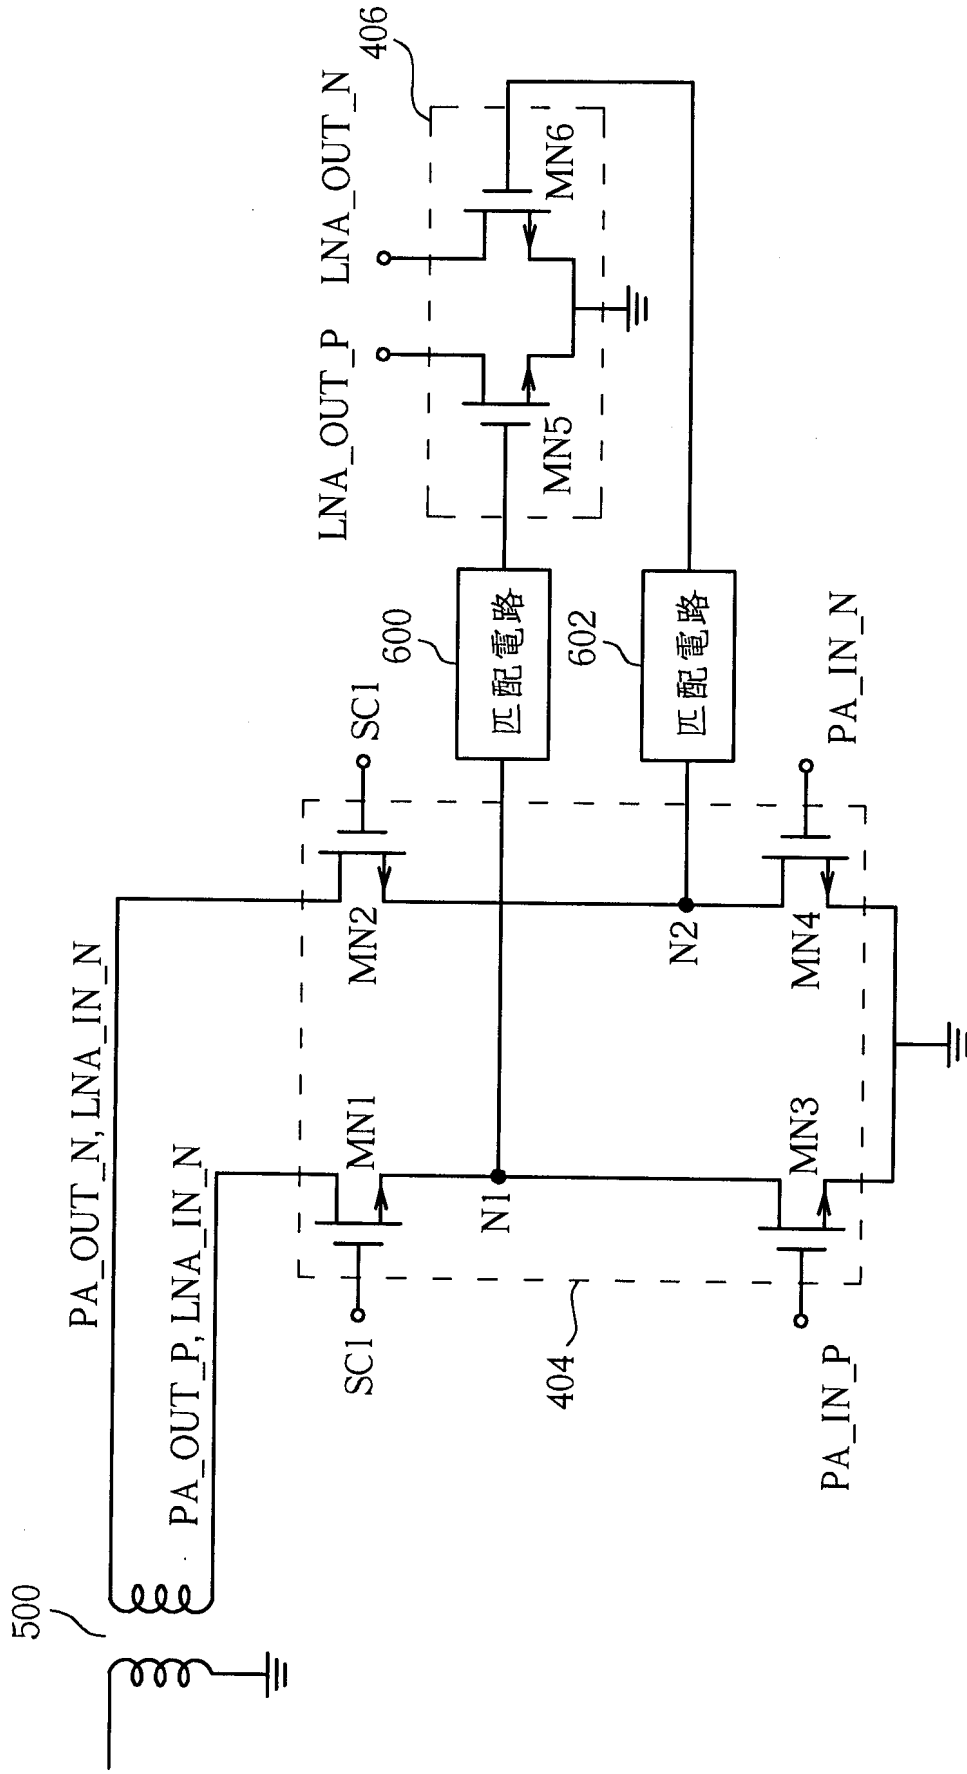 500
PA_OUT_N, LNA_IN_N
PA_OUT_P, LNA_IN_N
SC1
MN1
MN2
SC1
404
N1
N2
PA_IN_P
MN3
MN4
PA_IN_N
600
匹配電路
602
匹配電路
LNA_OUT_P
LNA_OUT_N
406
MN5
MN6